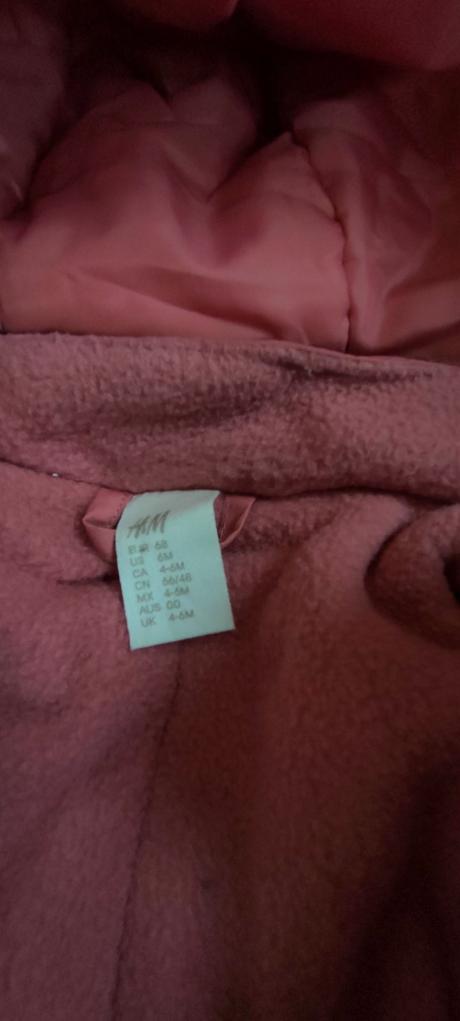 H&M
EUR 68
US 6M
CA 4-6M
CN 66/48
MX 4-6M
AUS 00
UK 4-6M